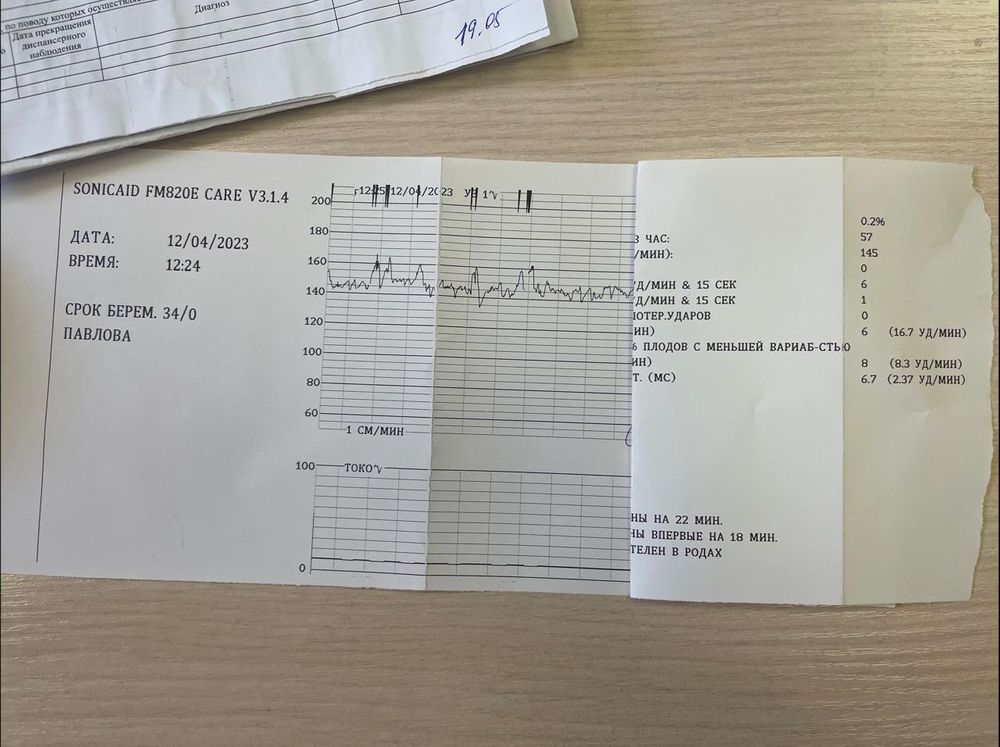 по поводу которых осуществляе
Диагноз
Дата прекращения
диспансерного
наблюдения
19.05
SONICAID FM820E CARE V3.1.4
ДАТА: 12/04/2023
ВРЕМЯ: 12:24
СРОК БЕРЕМ. 34/0
ПАВЛОВА
12:25 12/04/2023 1
200
180
160
140
120
100
80
60
1 СМ/МИН
100
ТОКО
0
0.2%
ЧАС: 57
/МИН): 145
0
УД/МИН & 15 СЕК 6
УД/МИН & 15 СЕК 1
ПОТЕР.УДАРОВ 0
ИН) 6 (16.7 УД/МИН)
% ПЛОДОВ С МЕНЬШЕЙ ВАРИАБ-СТЬЮ
ИН) 8 (8.3 УД/МИН)
Т. (МС) 6.7 (2.37 УД/МИН)
НЫ НА 22 МИН.
НЫ ВПЕРВЫЕ НА 18 МИН.
ТЕЛЕН В РОДАХ